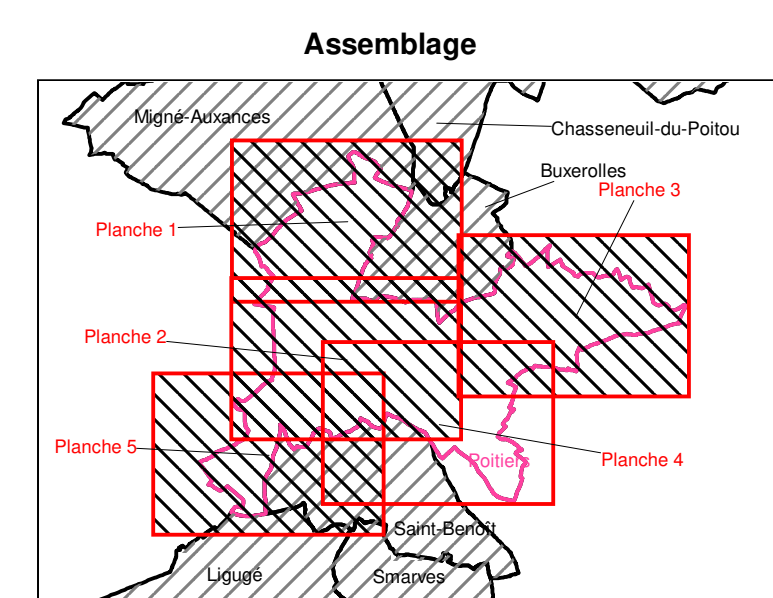 Assemblage
Migné-Auxances
Chasseneuil-du-Poitou
Buxerolles
Planche 3
Planche 1
Planche 2
Planche 5
Poitiers
Planche 4
Saint-Benoît
Ligugé
Smarves